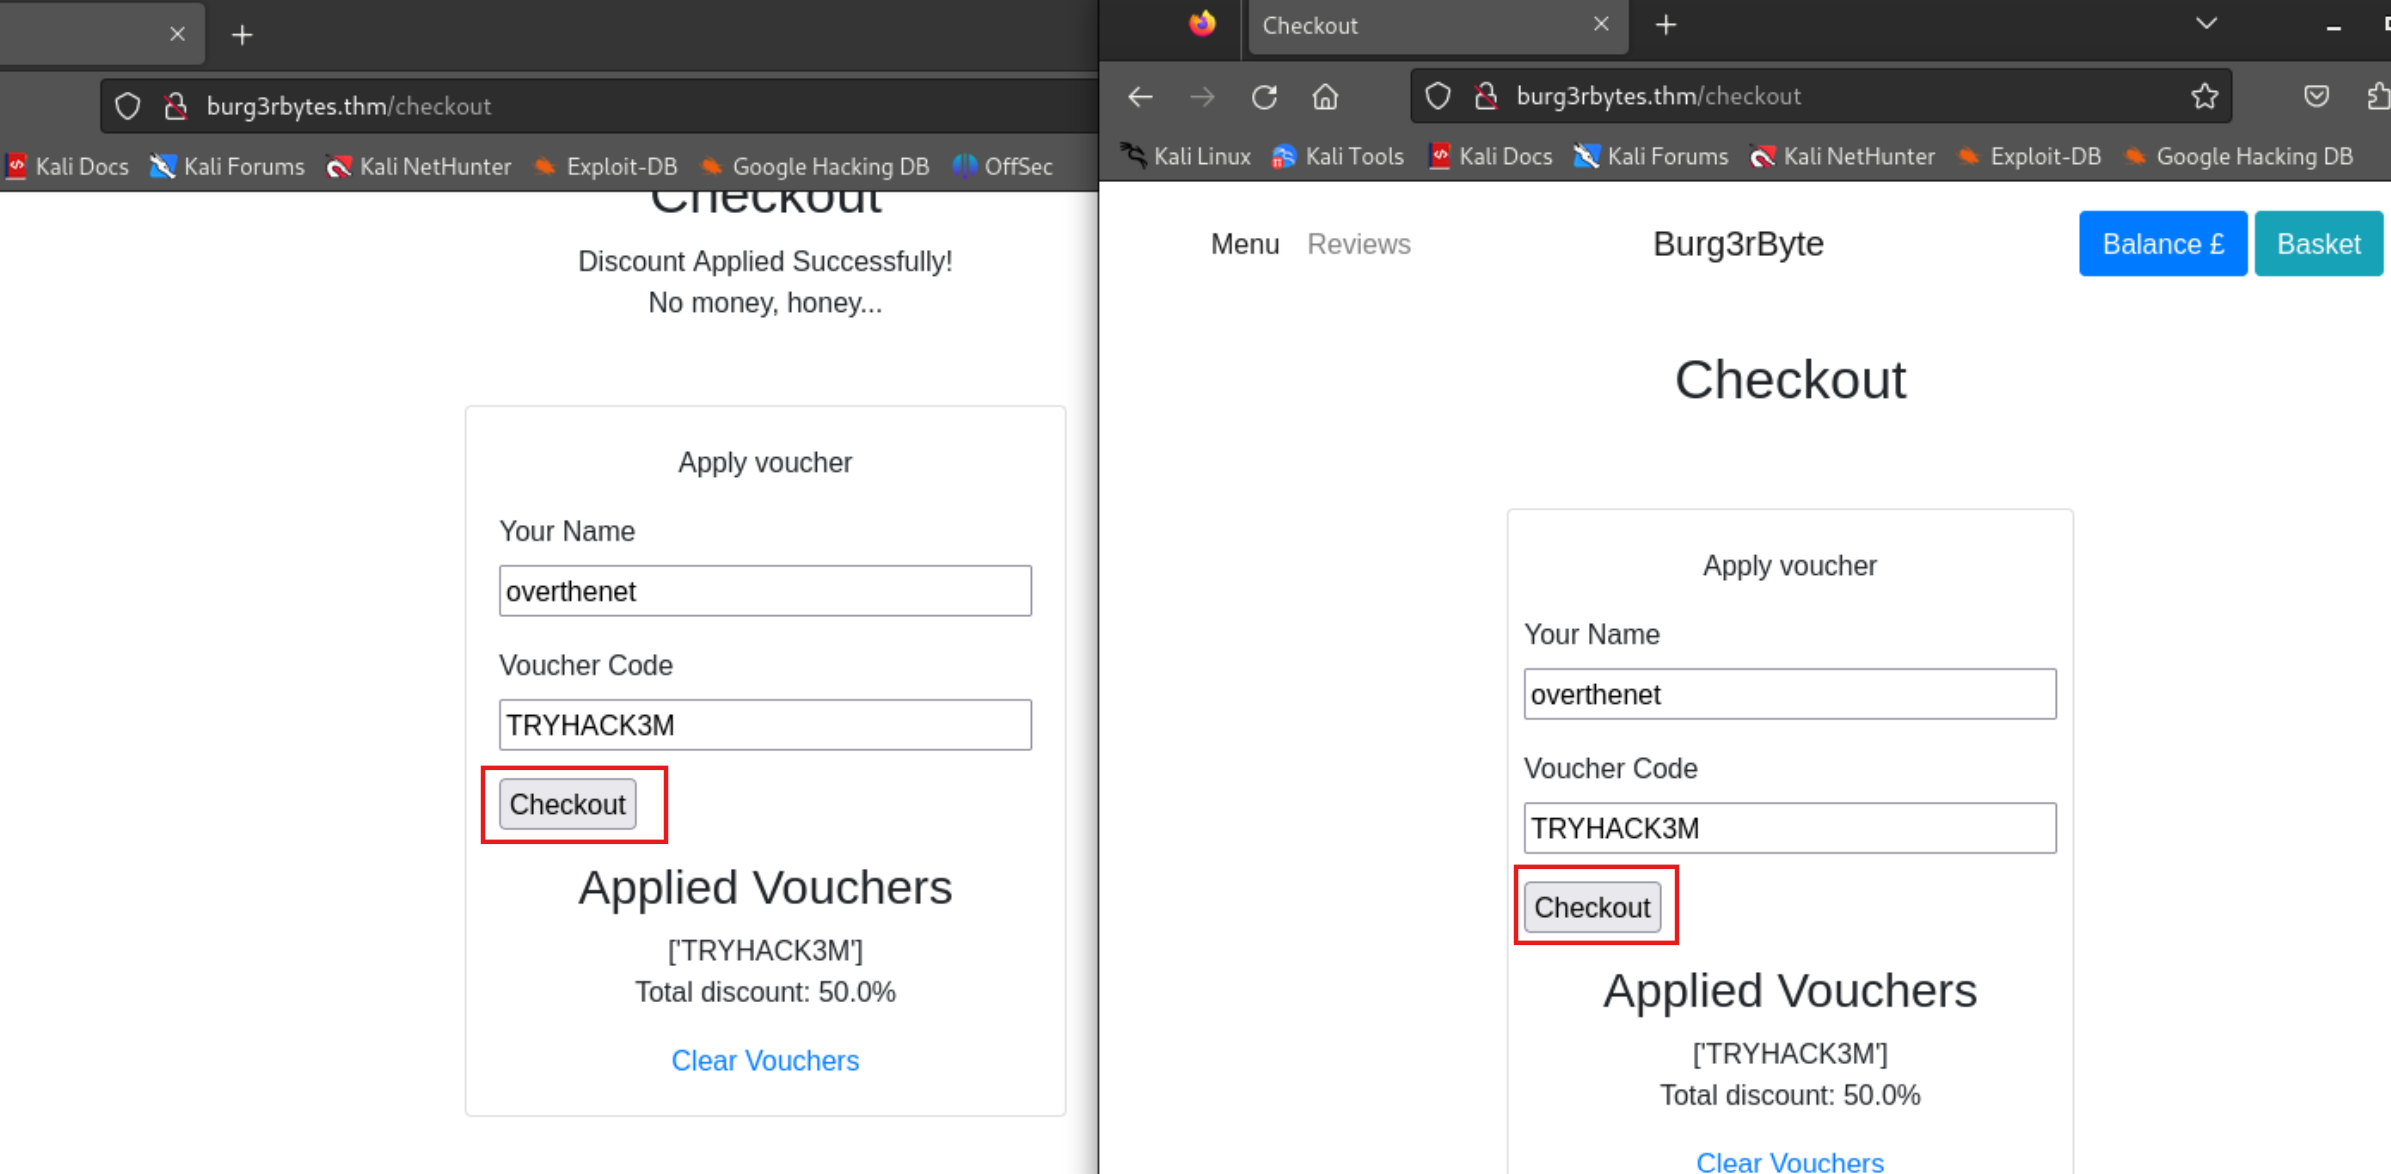 burg3rbytes.thm/checkout
Kali Docs Kali Forums Kali NetHunter Exploit-DB Google Hacking DB OffSec
Checkout
Discount Applied Successfully!
No money, honey...
Apply voucher
Your Name
overthenet
Voucher Code
TRYHACK3M
Checkout
Applied Vouchers
['TRYHACK3M']
Total discount: 50.0%
Clear Vouchers
Checkout
burg3rbytes.thm/checkout
Kali Linux Kali Tools Kali Docs Kali Forums Kali NetHunter Exploit-DB Google Hacking DB
Menu Reviews Burg3rByte Balance £ Basket
Checkout
Apply voucher
Your Name
overthenet
Voucher Code
TRYHACK3M
Checkout
Applied Vouchers
['TRYHACK3M']
Total discount: 50.0%
Clear Vouchers